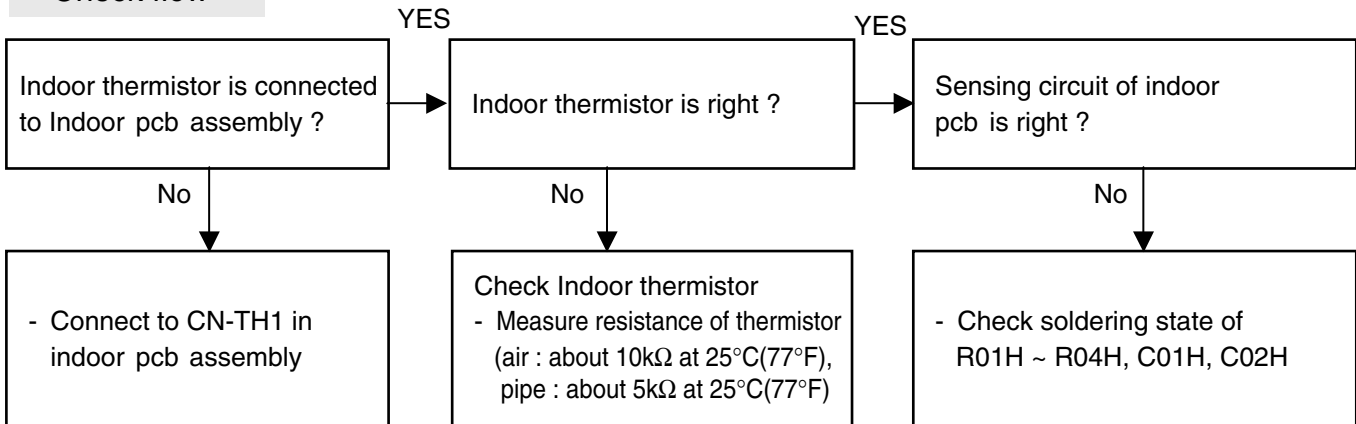 YES
YES
Indoor thermistor is connected
to Indoor pcb assembly ?
Indoor thermistor is right ?
Sensing circuit of indoor
pcb is right ?
No
No
No
- Connect to CN-TH1 in
indoor pcb assembly
Check Indoor thermistor
- Measure resistance of thermistor
(air : about 10kΩ at 25°C(77°F),
pipe : about 5kΩ at 25°C(77°F)
- Check soldering state of
R01H ~ R04H, C01H, C02H